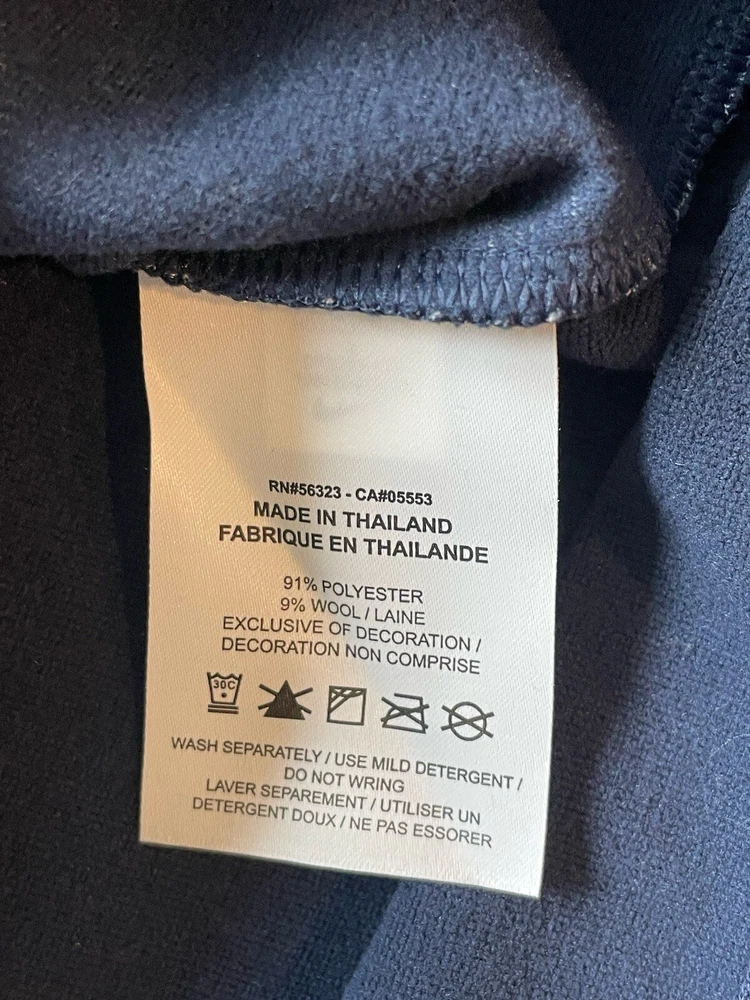 RN#56323 - CA#05553
MADE IN THAILAND
FABRIQUE EN THAILANDE
91% POLYESTER
9% WOOL / LAINE
EXCLUSIVE OF DECORATION /
DECORATION NON COMPRISE
30C
WASH SEPARATELY / USE MILD DETERGENT /
DO NOT WRING
LAVER SEPAREMENT / UTILISER UN
DETERGENT DOUX / NE PAS ESSORER